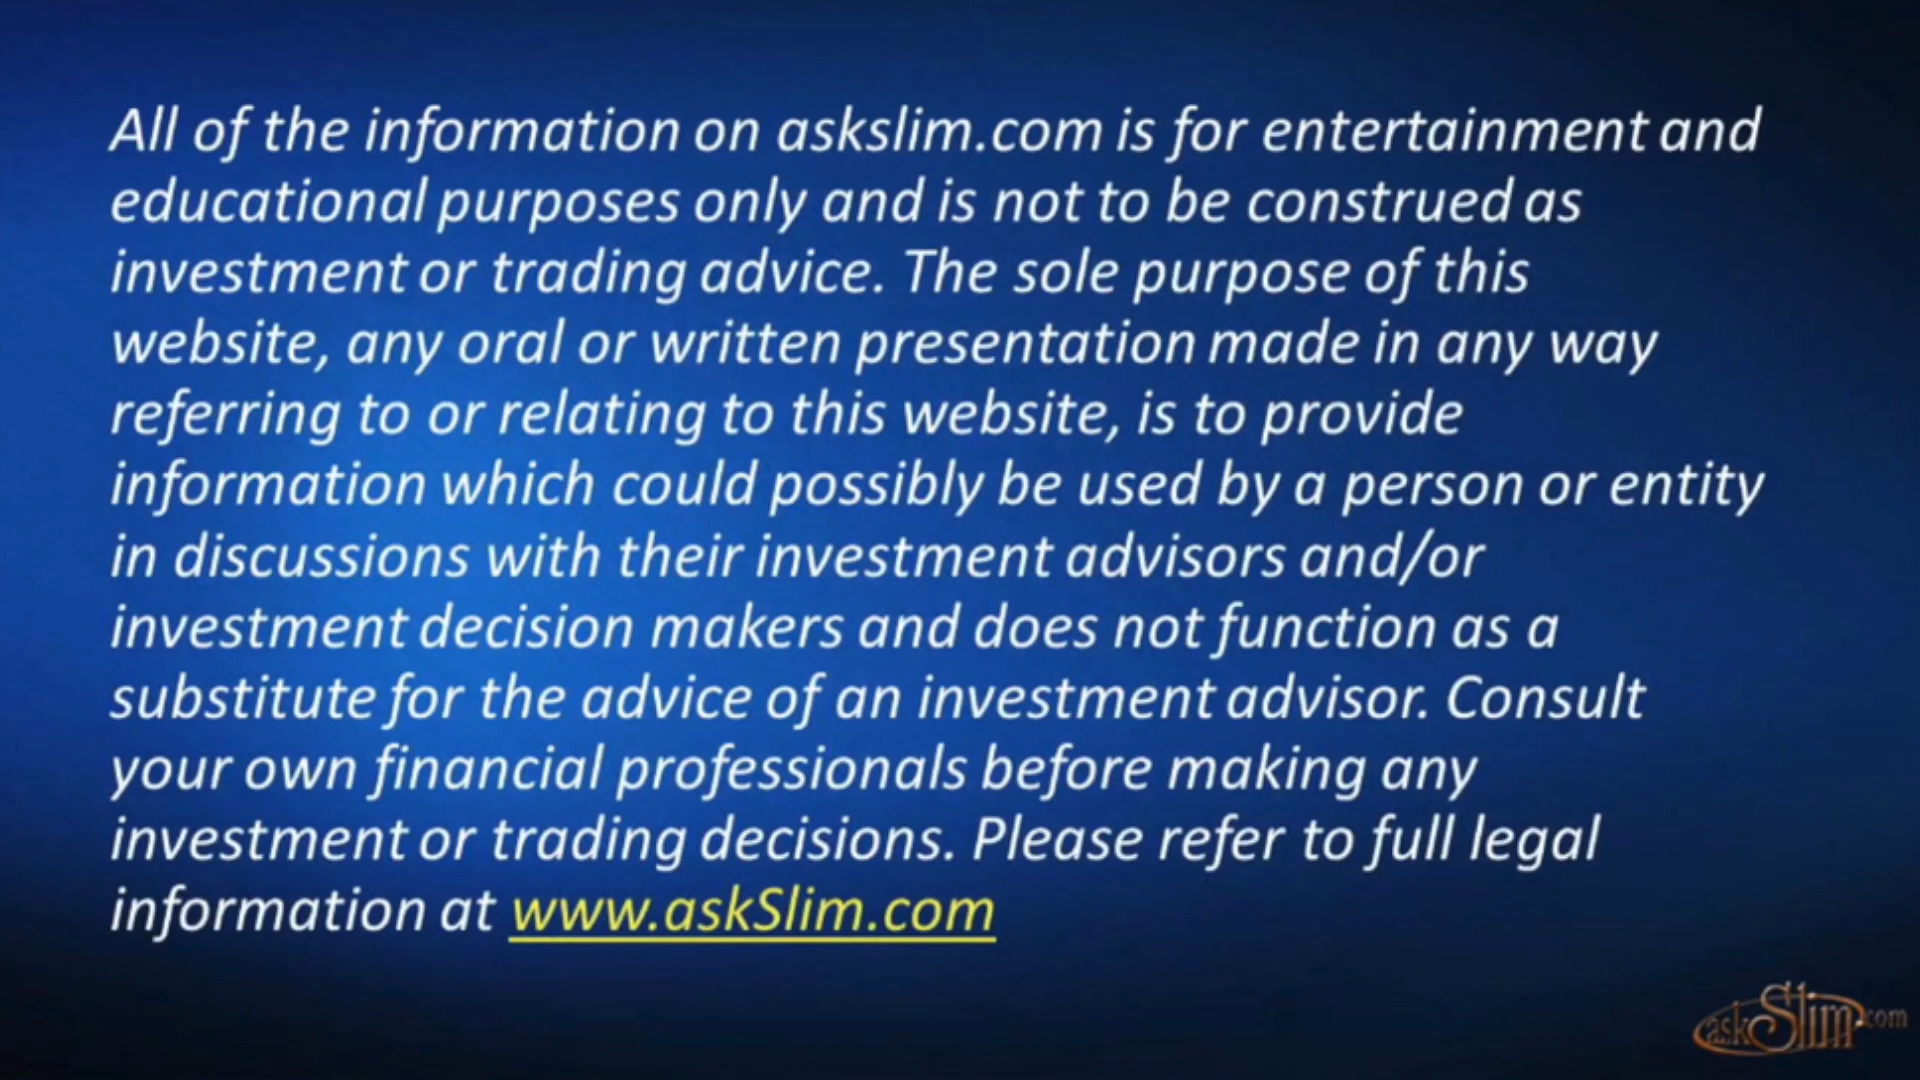 All of the information on askslim.com is for entertainment and
educational purposes only and is not to be construed as
investment or trading advice. The sole purpose of this
website, any oral or written presentation made in any way
referring to or relating to this website, is to provide
information which could possibly be used by a person or entity
in discussions with their investment advisors and/or
investment decision makers and does not function as a
substitute for the advice of an investment advisor. Consult
your own financial professionals before making any
investment or trading decisions. Please refer to full legal
information at www.askSlim.com
askSlim.com